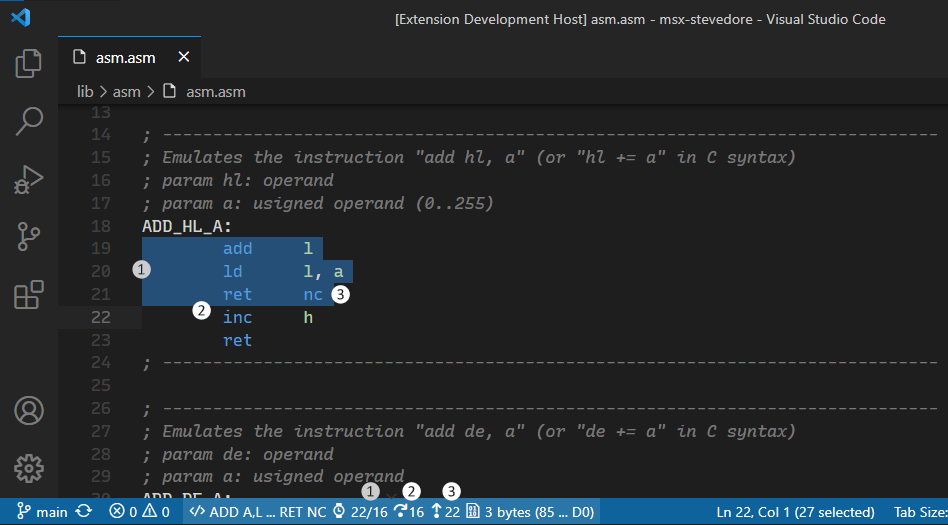 [Extension Development Host] asm.asm - msx-stevedore - Visual Studio Code
asm.asm
lib > asm > asm.asm
13
14 ; ------------------------------------------------------------------------------
15 ; Emulates the instruction "add hl, a" (or "hl += a" in C syntax)
16 ; param hl: operand
17 ; param a: usigned operand (0..255)
18 ADD_HL_A:
19 add l
1
20 ld l, a
21 ret nc 3
2
22 inc h
23 ret
24 ; ------------------------------------------------------------------------------
25
26 ; ------------------------------------------------------------------------------
27 ; Emulates the instruction "add de, a" (or "de += a" in C syntax)
28 ; param de: operand
29 ; param a: usigned operand
1 2 3
30 ADD_DE_A:
main 0 0 </> ADD A,L ... RET NC 22/16 16 22 3 bytes (85 ... D0) Ln 22, Col 1 (27 selected) Tab Size: